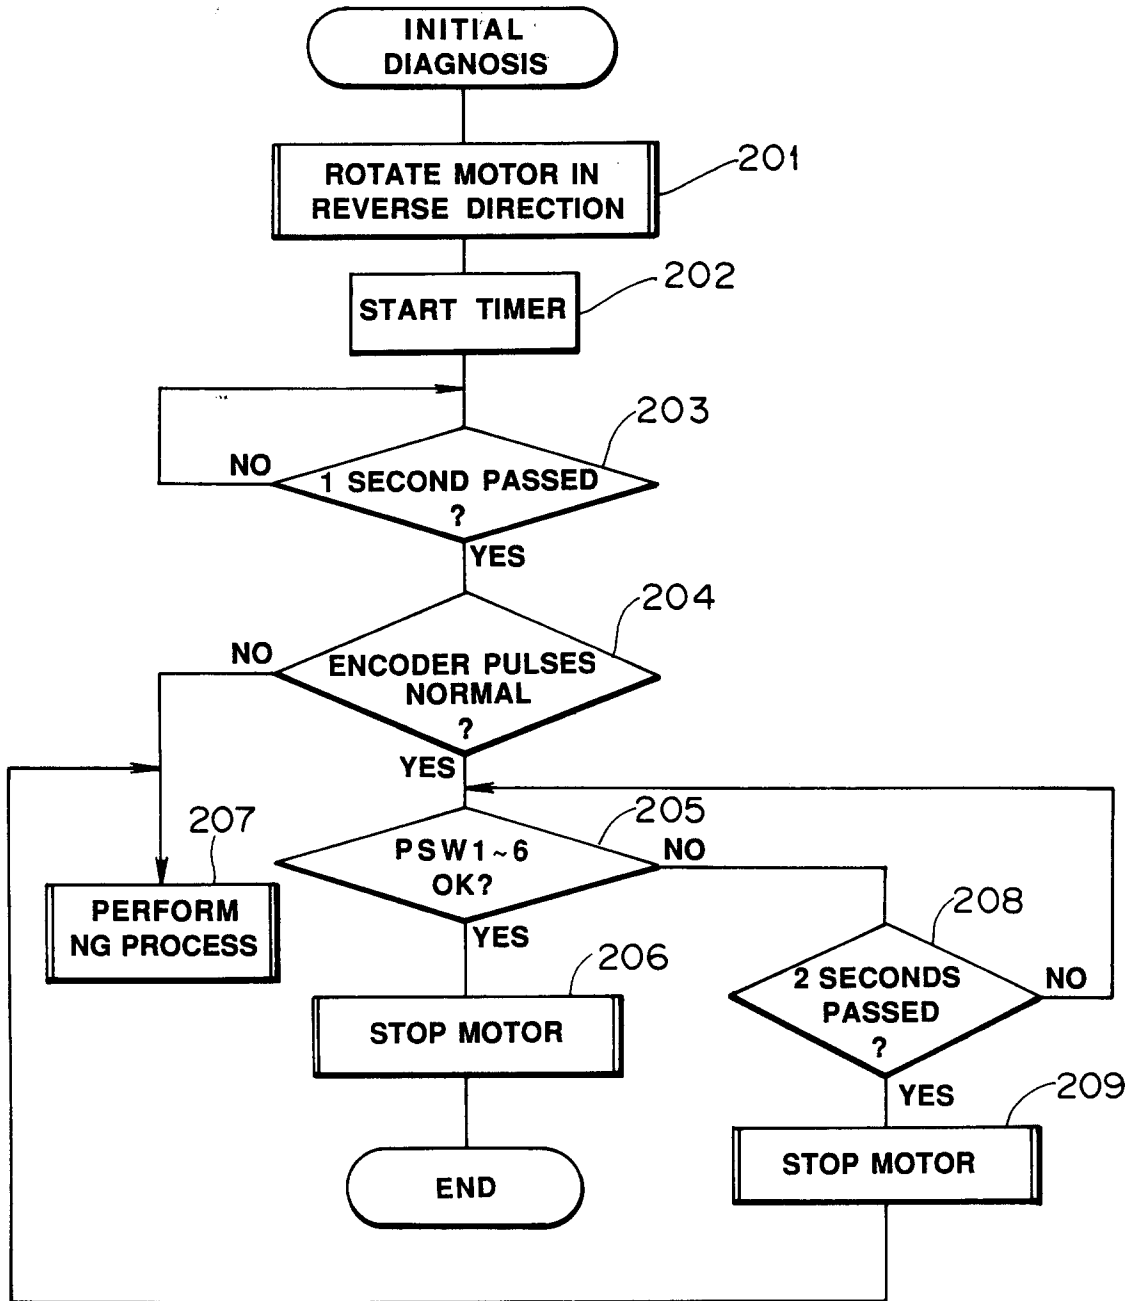 INITIAL
DIAGNOSIS
201
ROTATE MOTOR IN
REVERSE DIRECTION
202
START TIMER
203
NO
1 SECOND PASSED
?
YES
204
NO
ENCODER PULSES
NORMAL
?
YES
205
207
PSW1~6
OK?
NO
PERFORM
NG PROCESS
YES
208
206
2 SECONDS
PASSED
?
NO
STOP MOTOR
YES
209
STOP MOTOR
END